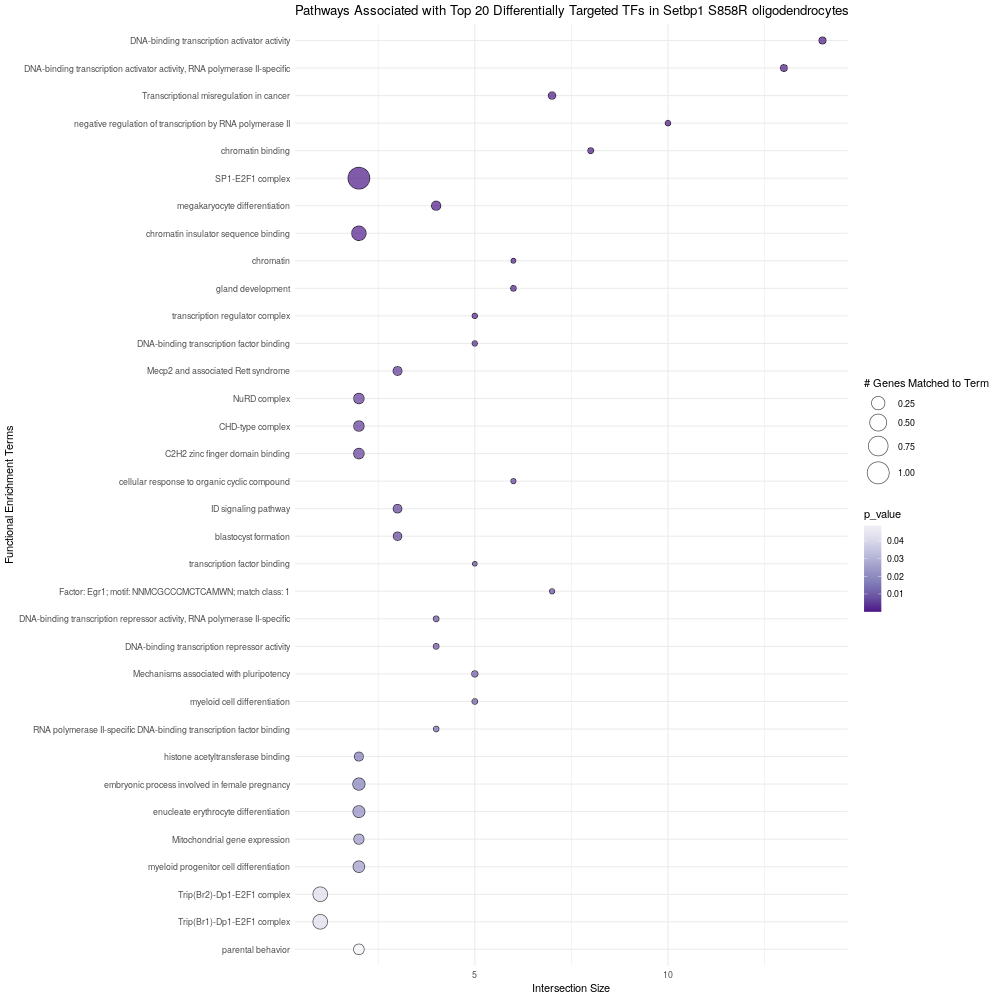 Pathways Associated with Top 20 Differentially Targeted TFs in Setbp1 S858R oligodendrocytes
DNA-binding transcription activator activity
DNA-binding transcription activator activity, RNA polymerase II-specific
Transcriptional misregulation in cancer
negative regulation of transcription by RNA polymerase II
chromatin binding
SP1-E2F1 complex
megakaryocyte differentiation
chromatin insulator sequence binding
chromatin
gland development
transcription regulator complex
DNA-binding transcription factor binding
Mecp2 and associated Rett syndrome
NuRD complex
CHD-type complex
C2H2 zinc finger domain binding
cellular response to organic cyclic compound
ID signaling pathway
blastocyst formation
transcription factor binding
Factor: Egr1; motif: NNMCGCCCMCTCAMWN; match class: 1
DNA-binding transcription repressor activity, RNA polymerase II-specific
DNA-binding transcription repressor activity
Mechanisms associated with pluripotency
myeloid cell differentiation
RNA polymerase II-specific DNA-binding transcription factor binding
histone acetyltransferase binding
embryonic process involved in female pregnancy
enucleate erythrocyte differentiation
Mitochondrial gene expression
myeloid progenitor cell differentiation
Trip(Br2)-Dp1-E2F1 complex
Trip(Br1)-Dp1-E2F1 complex
parental behavior
Functional Enrichment Terms
5
10
Intersection Size
# Genes Matched to Term
0.25
0.50
0.75
1.00
p_value
0.04
0.03
0.02
0.01